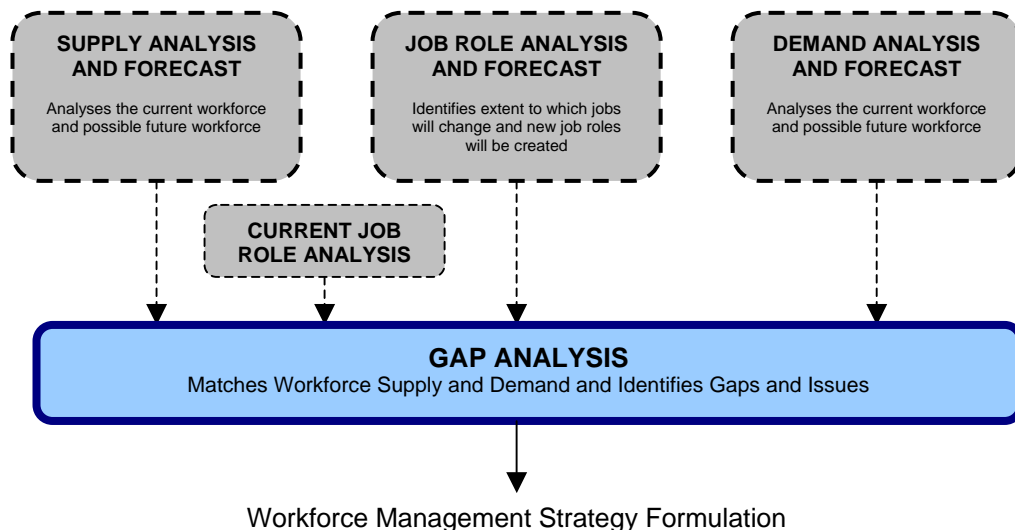 SUPPLY ANALYSIS
AND FORECAST
Analyses the current workforce
and possible future workforce
JOB ROLE ANALYSIS
AND FORECAST
Identifies extent to which jobs
will change and new job roles
will be created
DEMAND ANALYSIS
AND FORECAST
Analyses the current workforce
and possible future workforce
CURRENT JOB
ROLE ANALYSIS
GAP ANALYSIS
Matches Workforce Supply and Demand and Identifies Gaps and Issues
Workforce Management Strategy Formulation